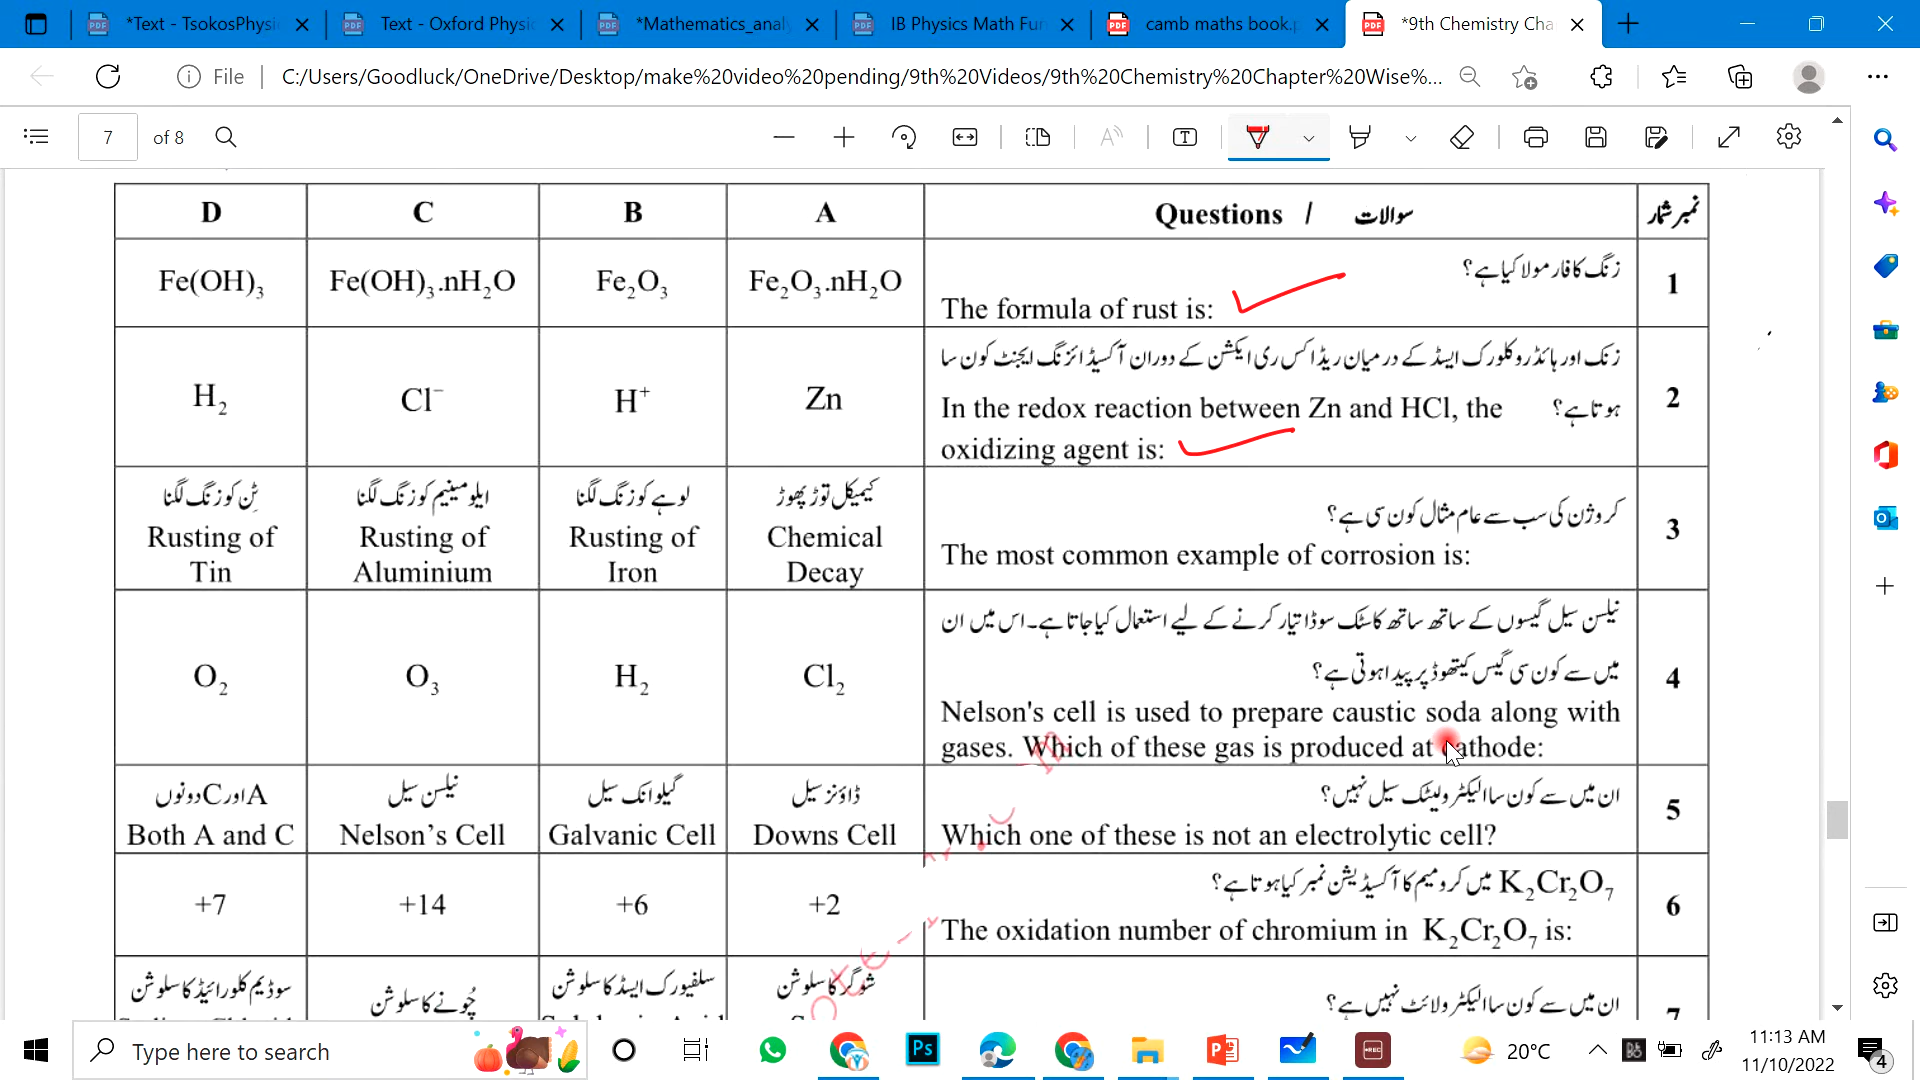 *Text - TsokosPhysi
Text - Oxford Physic
*Mathematics_analy
IB Physics Math Fun
camb maths book.p
*9th Chemistry Cha
File
C:/Users/Goodluck/OneDrive/Desktop/make%20video%20pending/9th%20Videos/9th%20Chemistry%20Chapter%20Wise%...
7 of 8
D C B A Questions / سوالات نمبر شمار
زنگ کا فارمولا کیا ہے؟
Fe(OH)₃ Fe(OH)₃.nH₂O Fe₂O₃ Fe₂O₃.nH₂O The formula of rust is: 1
زنک اور ہائڈروکلورک ایسڈ کے درمیان ریڈاکس ری ایکشن کے دوران آکسیڈائزنگ ایجنٹ کون سا
H₂ Cl⁻ H⁺ Zn In the redox reaction between Zn and HCl, the ہوتا ہے؟ 2
oxidizing agent is:
ٹِن کو زنگ لگنا ایلومینیم کو زنگ لگنا لوہے کو زنگ لگنا کیمیکل توڑ پھوڑ کروژن کی سب سے عام مثال کون سی ہے؟
Rusting of Rusting of Rusting of Chemical The most common example of corrosion is: 3
Tin Aluminium Iron Decay
نیلسن سیل گیسوں کے ساتھ ساتھ کاسٹک سوڈا تیار کرنے کے لیے استعمال کیا جاتا ہے۔ اس میں ان
میں سے کون سی گیس کیتھوڈ پر پیدا ہوتی ہے؟
O₂ O₃ H₂ Cl₂ 4
Nelson's cell is used to prepare caustic soda along with
gases. Which of these gas is produced at cathode:
A اور C دونوں نیلسن سیل گیلوانک سیل ڈاؤنز سیل ان میں سے کون سا الیکٹرولیٹک سیل نہیں؟
Both A and C Nelson's Cell Galvanic Cell Downs Cell Which one of these is not an electrolytic cell? 5
K₂Cr₂O₇ میں کرومیم کا آکسیڈیشن نمبر کیا ہوتا ہے؟
+7 +14 +6 +2 The oxidation number of chromium in K₂Cr₂O₇ is: 6
سوڈیم کلورائیڈ کا سلوشن چُونے کا سلوشن سلفیورک ایسڈ کا سلوشن شوگر کا سلوشن ان میں سے کون سا الیکٹرولائٹ نہیں ہے؟ 7
Type here to search
20°C
11:13 AM
11/10/2022
4